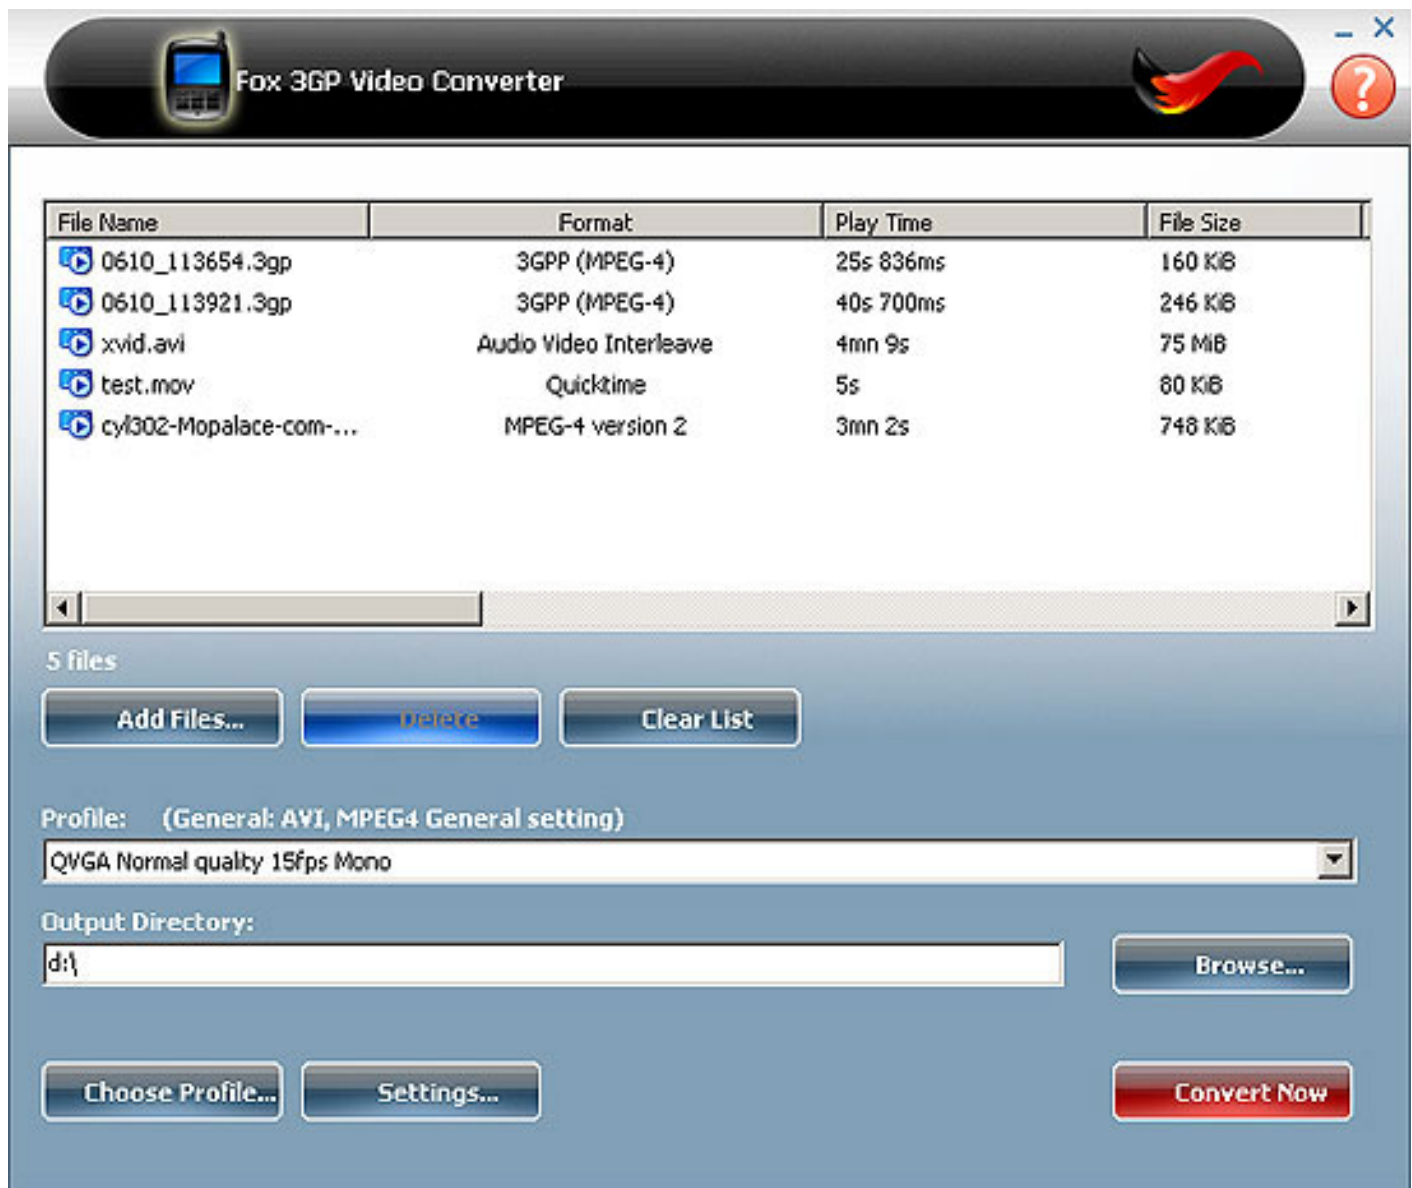 Fox 3GP Video Converter
?
File Name Format Play Time File Size
0610_113654.3gp 3GPP (MPEG-4) 25s 836ms 160 KiB
0610_113921.3gp 3GPP (MPEG-4) 40s 700ms 246 KiB
xvid.avi Audio Video Interleave 4mn 9s 75 MiB
test.mov Quicktime 5s 80 KiB
cyl302-Mopalace-com-... MPEG-4 version 2 3mn 2s 748 KiB
5 files
Add Files... Delete Clear List
Profile: (General: AVI, MPEG4 General setting)
QVGA Normal quality 15fps Mono
Output Directory:
d:\
Browse...
Choose Profile... Settings... Convert Now